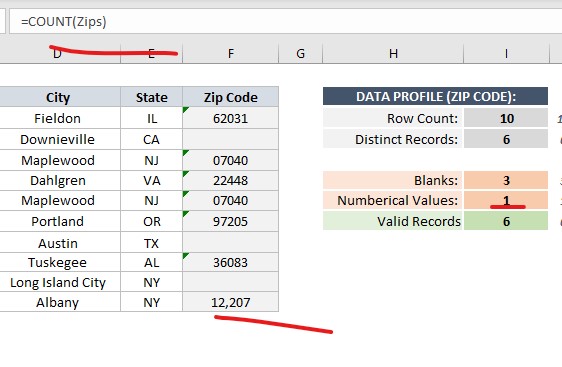 =COUNT(Zips)
D E F G H I
City State Zip Code DATA PROFILE (ZIP CODE):
Fieldon IL 62031 Row Count: 10
Downieville CA Distinct Records: 6
Maplewood NJ 07040
Dahlgren VA 22448 Blanks: 3
Maplewood NJ 07040 Numberical Values: 1
Portland OR 97205 Valid Records 6
Austin TX
Tuskegee AL 36083
Long Island City NY
Albany NY 12,207